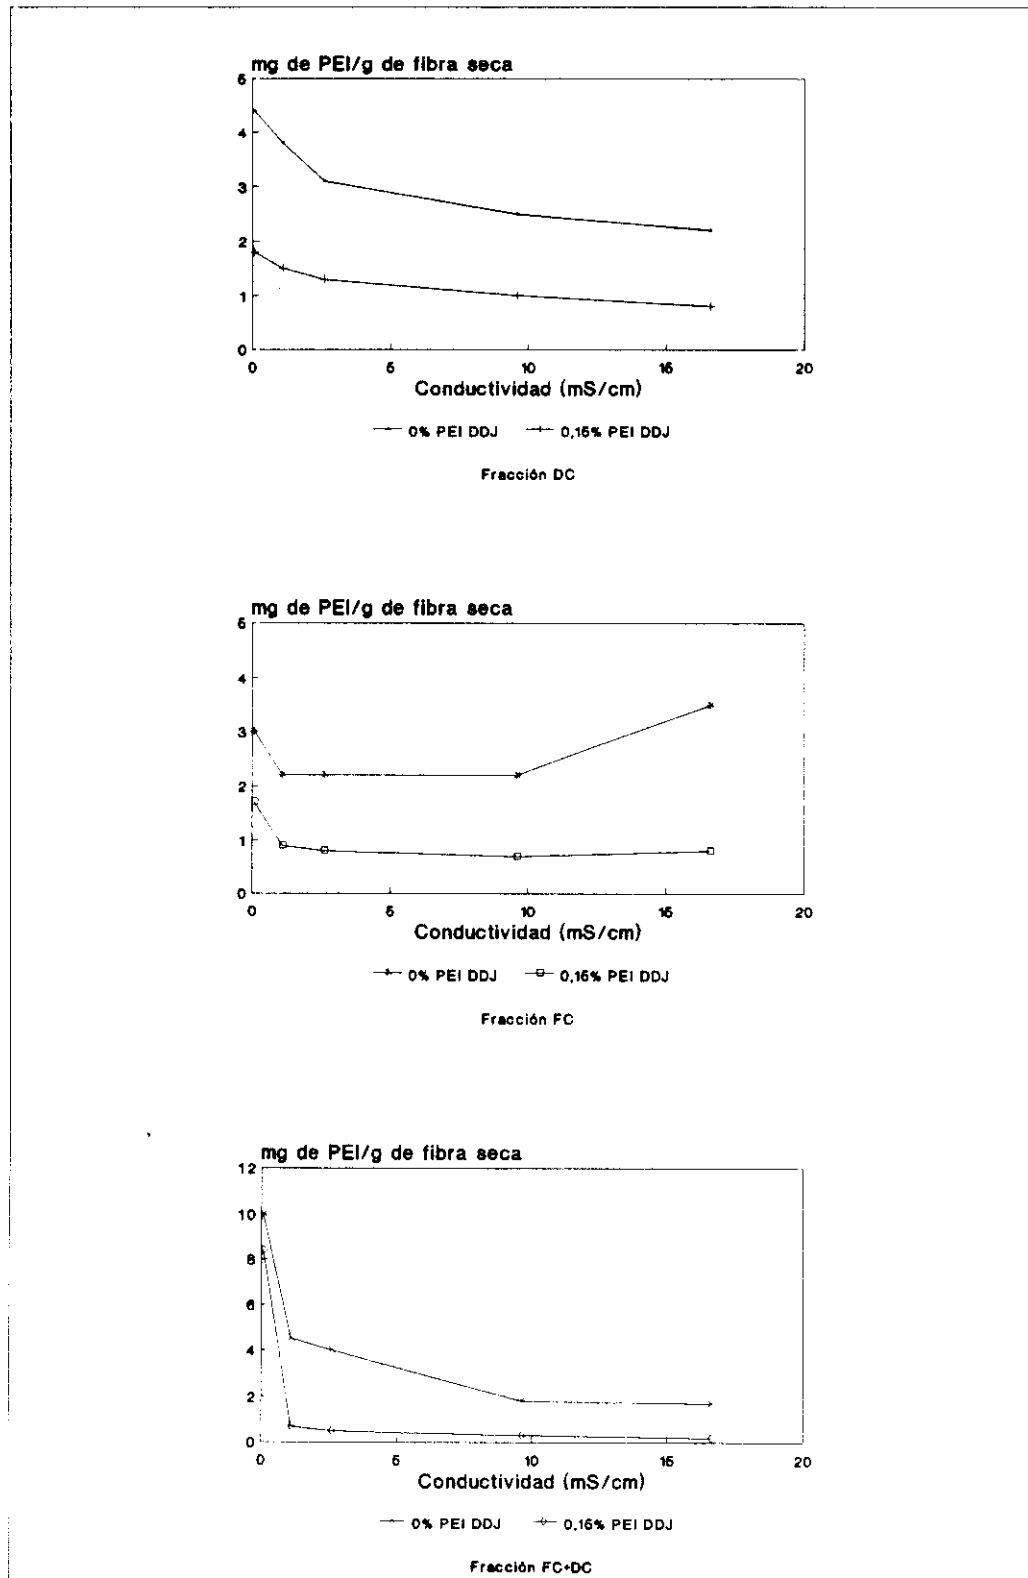 mg de PEI/g de fibra seca
5
4
3
2
1
0
0 5 10 15 20
Conductividad (mS/cm)
0% PEI DDJ 0,15% PEI DDJ
Fracción DC
mg de PEI/g de fibra seca
5
4
3
2
1
0
0 5 10 15 20
Conductividad (mS/cm)
0% PEI DDJ 0,15% PEI DDJ
Fracción FC
mg de PEI/g de fibra seca
12
10
8
6
4
2
0
0 5 10 15 20
Conductividad (mS/cm)
0% PEI DDJ 0,15% PEI DDJ
Fracción FC+DC